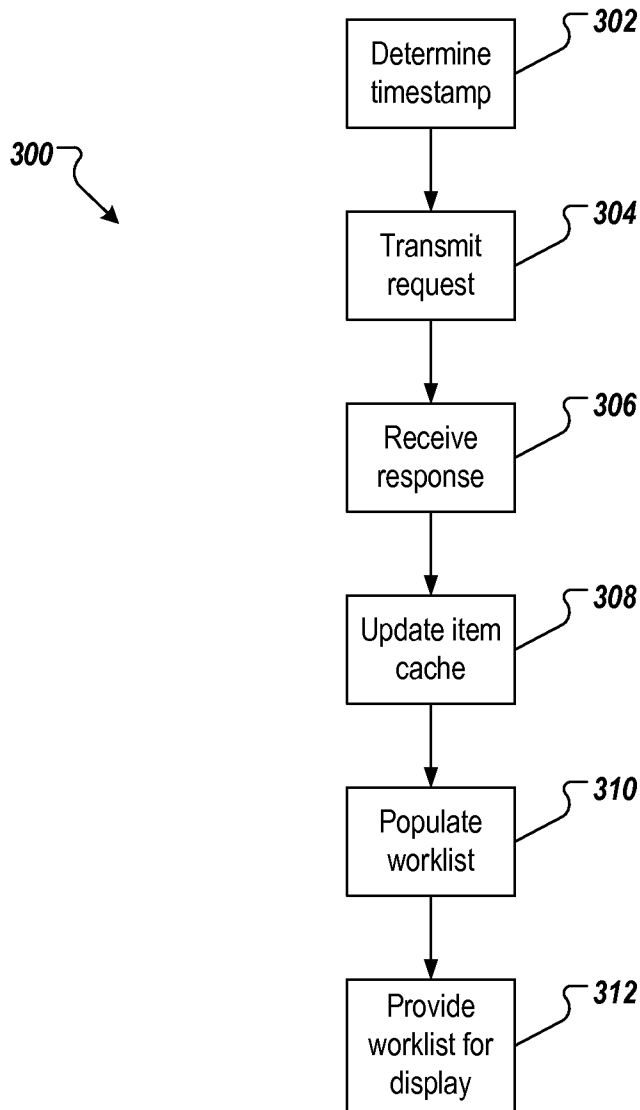 302
Determine
timestamp
300
304
Transmit
request
306
Receive
response
308
Update item
cache
310
Populate
worklist
312
Provide
worklist for
display